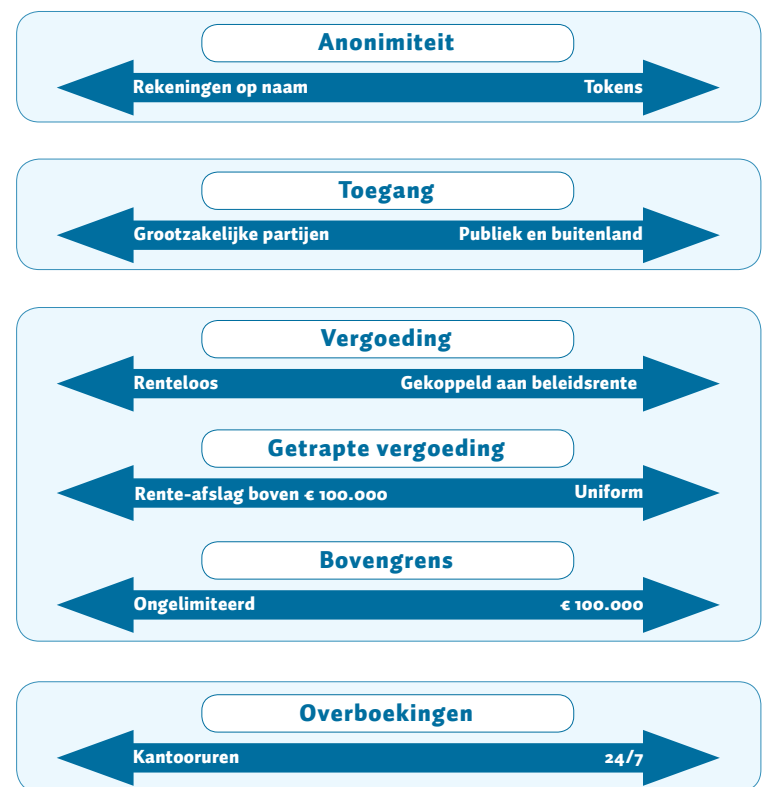 Anonimiteit
Rekeningen op naam Tokens
Toegang
Grootzakelijke partijen Publiek en buitenland
Vergoeding
Renteloos Gekoppeld aan beleidsrente
Getrapte vergoeding
Rente-afslag boven € 100.000 Uniform
Bovengrens
Ongelimiteerd € 100.000
Overboekingen
Kantooruren 24/7